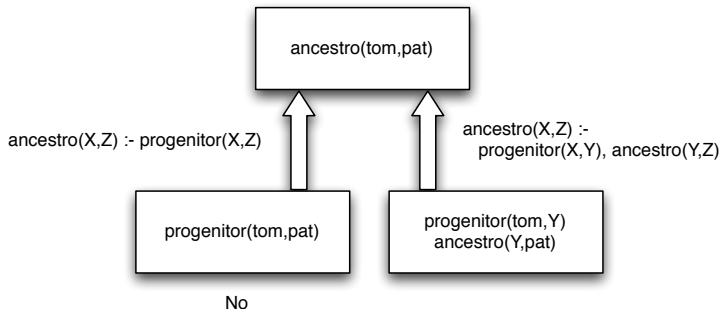 ancestro(tom,pat)
ancestro(X,Z) :- progenitor(X,Z)
ancestro(X,Z) :-
progenitor(X,Y), ancestro(Y,Z)
progenitor(tom,pat)
progenitor(tom,Y)
ancestro(Y,pat)
No